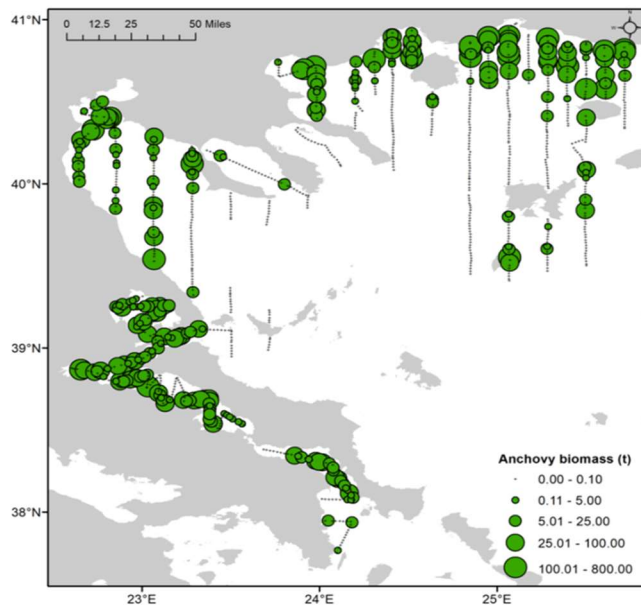 41°N
0 12.5 25 50 Miles
40°N
39°N
38°N
Anchovy biomass (t)
0.00 - 0.10
0.11 - 5.00
5.01 - 25.00
25.01 - 100.00
100.01 - 800.00
23°E 24°E 25°E